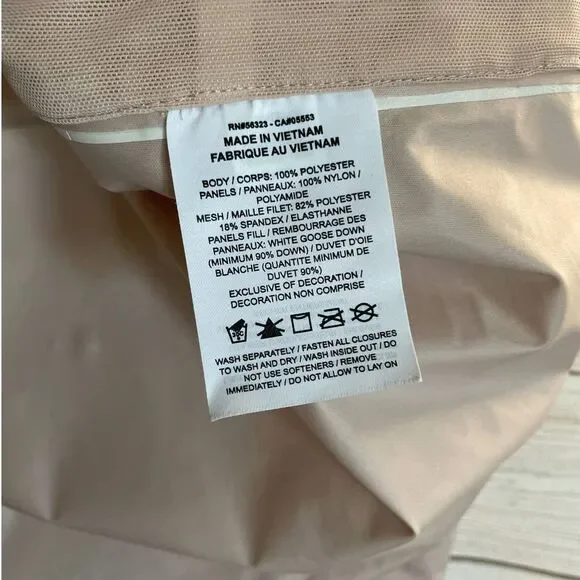 RN#56323 - CA#05553
MADE IN VIETNAM
FABRIQUE AU VIETNAM
BODY / CORPS: 100% POLYESTER
PANELS / PANNEAUX: 100% NYLON /
POLYAMIDE
MESH / MAILLE FILET: 82% POLYESTER
18% SPANDEX / ELASTHANNE
PANELS FILL / REMBOURRAGE DES
PANNEAUX: WHITE GOOSE DOWN
(MINIMUM 90% DOWN) / DUVET D'OIE
BLANCHE (QUANTITE MINIMUM DE
DUVET 90%)
EXCLUSIVE OF DECORATION /
DECORATION NON COMPRISE
WASH SEPARATELY / FASTEN ALL CLOSURES
TO WASH AND DRY / WASH INSIDE OUT / DO
NOT USE SOFTENERS / REMOVE
IMMEDIATELY / DO NOT ALLOW TO LAY ON